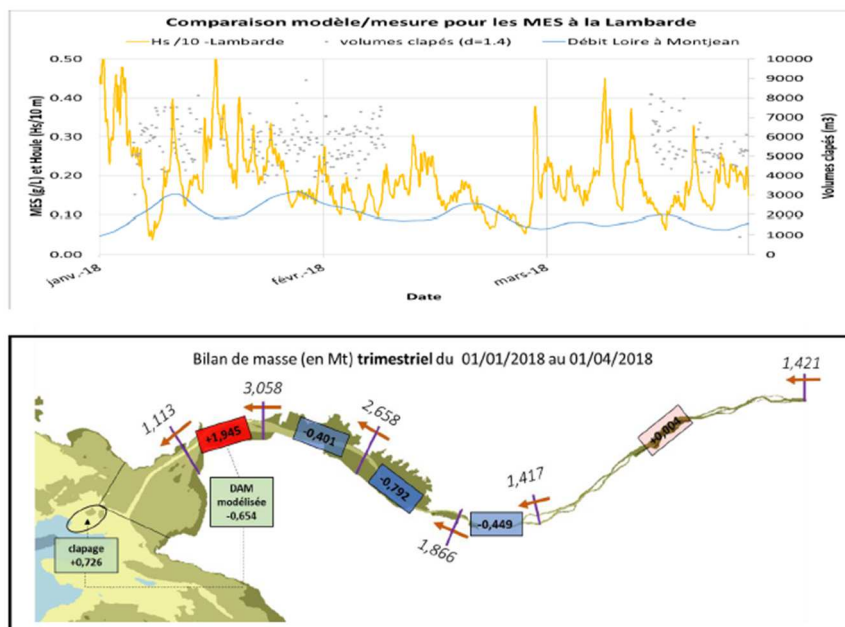 Comparaison modèle/mesure pour les MES à la Lambarde
Hs /10 -Lambarde
volumes clapés (d=1.4)
Débit Loire à Montjean
MES (g/L) et Houle (Hs/10 m)
0.50
0.40
0.30
0.20
0.10
0.00
10000
9000
8000
7000
6000
5000
4000
3000
2000
1000
0
Volumes clapés (m3)
janv.-18
févr.-18
mars-18
Date
Bilan de masse (en Mt) trimestriel du 01/01/2018 au 01/04/2018
1,421
3,058
1,113
2,658
+1,945
-0,401
+0,004
-0,792
1,417
DAM
modélisée
-0,654
-0,449
1,866
clapage
+0,726